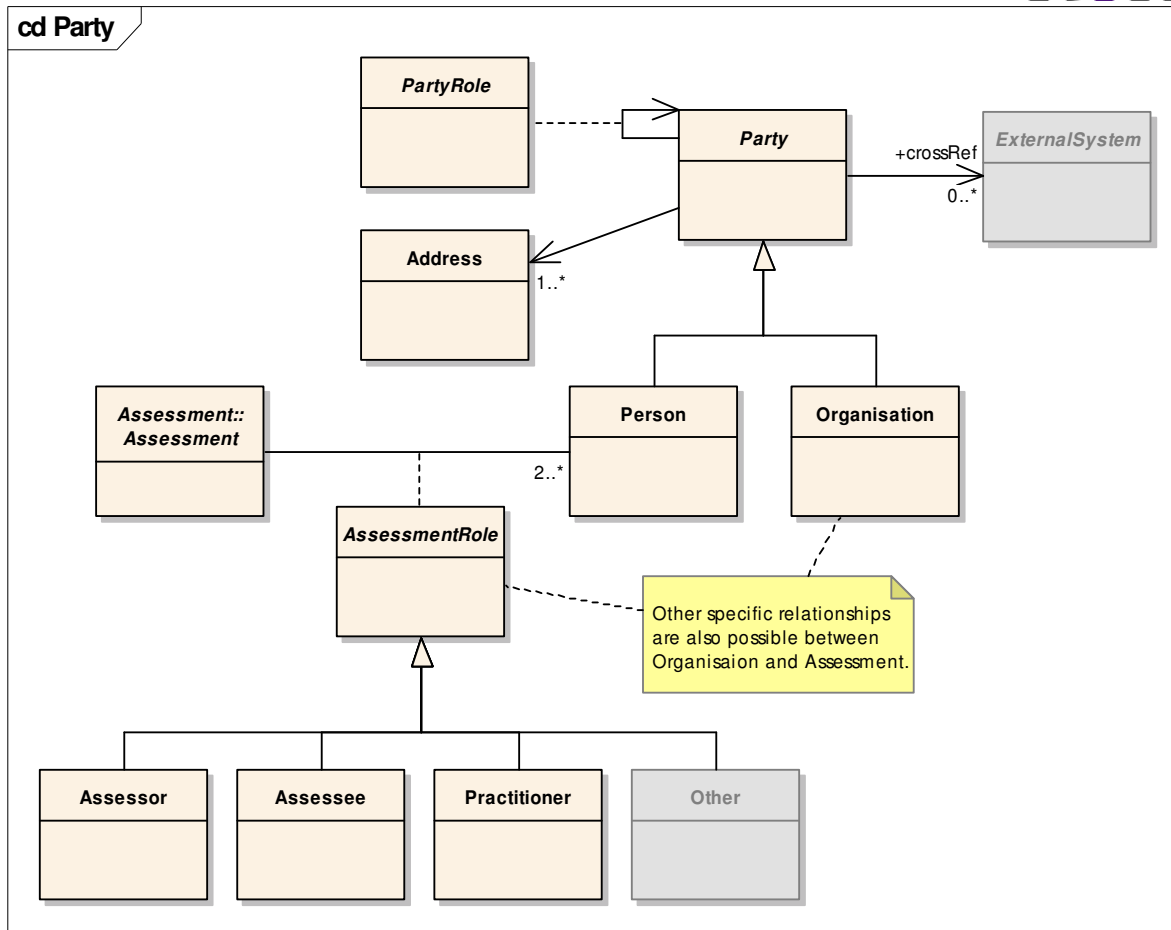 cd Party
PartyRole
Party
+crossRef
0..*
ExternalSystem
Address
1..*
Assessment::
Assessment
2..*
Person
Organisation
AssessmentRole
Other specific relationships
are also possible between
Organisaion and Assessment.
Assessor
Assessee
Practitioner
Other